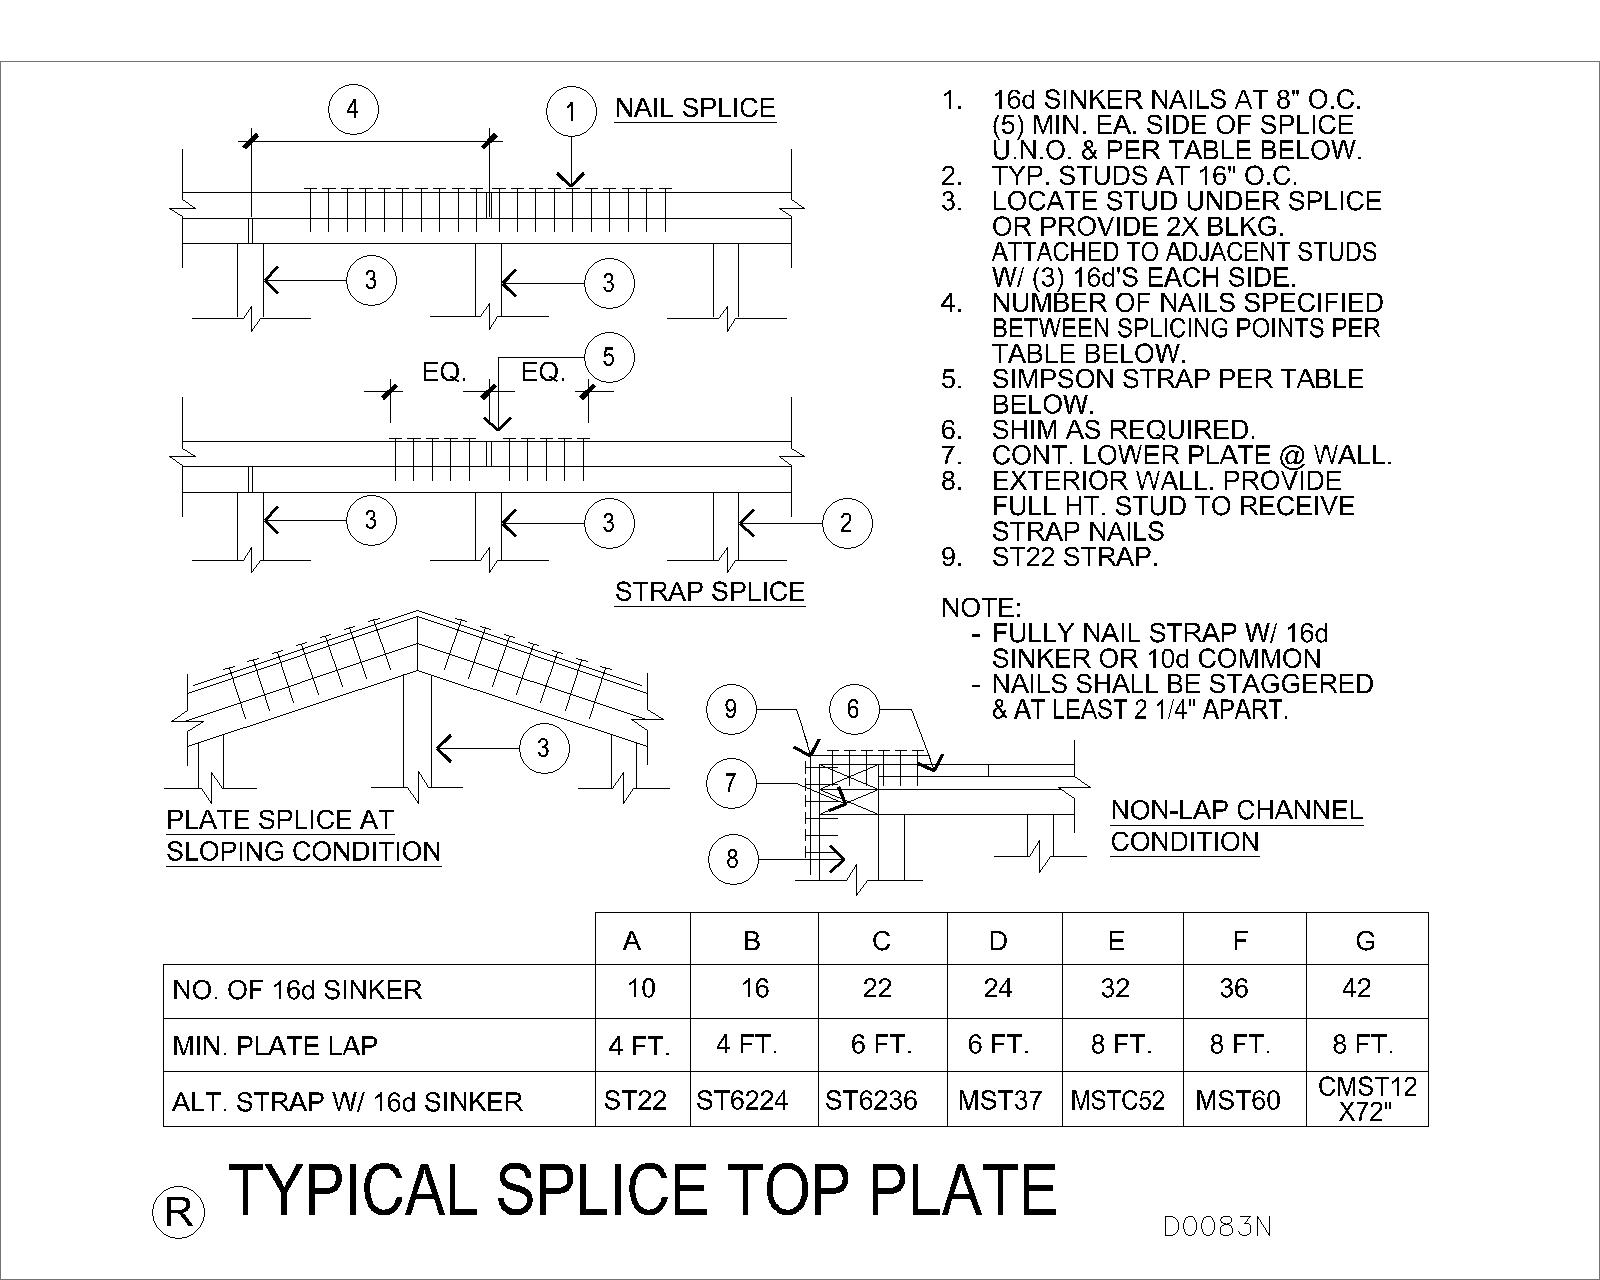 4
1
NAIL SPLICE
3
3
5
EQ.
EQ.
3
3
2
STRAP SPLICE
3
PLATE SPLICE AT
SLOPING CONDITION
1. 16d SINKER NAILS AT 8" O.C.
(5) MIN. EA. SIDE OF SPLICE
U.N.O. & PER TABLE BELOW.
2. TYP. STUDS AT 16" O.C.
3. LOCATE STUD UNDER SPLICE
OR PROVIDE 2X BLKG.
ATTACHED TO ADJACENT STUDS
W/ (3) 16d'S EACH SIDE.
4. NUMBER OF NAILS SPECIFIED
BETWEEN SPLICING POINTS PER
TABLE BELOW.
5. SIMPSON STRAP PER TABLE
BELOW.
6. SHIM AS REQUIRED.
7. CONT. LOWER PLATE @ WALL.
8. EXTERIOR WALL. PROVIDE
FULL HT. STUD TO RECEIVE
STRAP NAILS
9. ST22 STRAP.
NOTE:
- FULLY NAIL STRAP W/ 16d
SINKER OR 10d COMMON
- NAILS SHALL BE STAGGERED
& AT LEAST 2 1/4" APART.
9
6
7
8
NON-LAP CHANNEL
CONDITION
A B C D E F G
NO. OF 16d SINKER 10 16 22 24 32 36 42
MIN. PLATE LAP 4 FT. 4 FT. 6 FT. 6 FT. 8 FT. 8 FT. 8 FT.
ALT. STRAP W/ 16d SINKER ST22 ST6224 ST6236 MST37 MSTC52 MST60 CMST12
X72"
R TYPICAL SPLICE TOP PLATE
D0083N